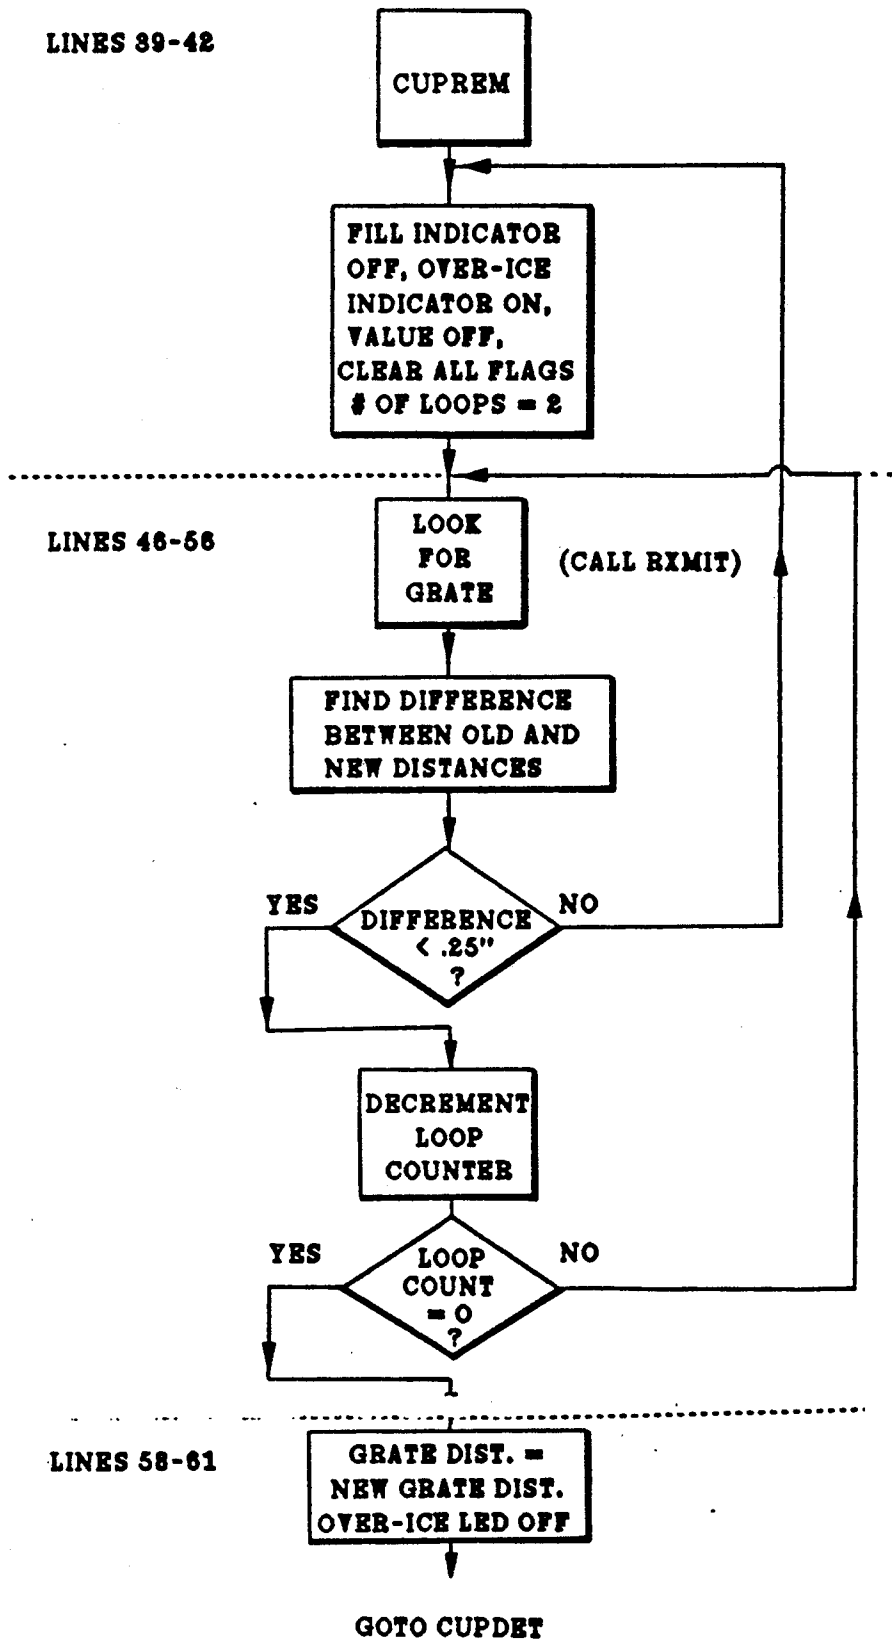 LINES 39-42
CUPREM
FILL INDICATOR
OFF, OVER-ICE
INDICATOR ON,
VALUE OFF,
CLEAR ALL FLAGS
# OF LOOPS = 2
LINES 46-56
LOOK
FOR
GRATE
(CALL RXMIT)
FIND DIFFERENCE
BETWEEN OLD AND
NEW DISTANCES
YES
NO
DIFFERENCE
< .25"
?
DECREMENT
LOOP
COUNTER
YES
NO
LOOP
COUNT
= 0
?
LINES 58-61
GRATE DIST. =
NEW GRATE DIST.
OVER-ICE LED OFF
GOTO CUPDET